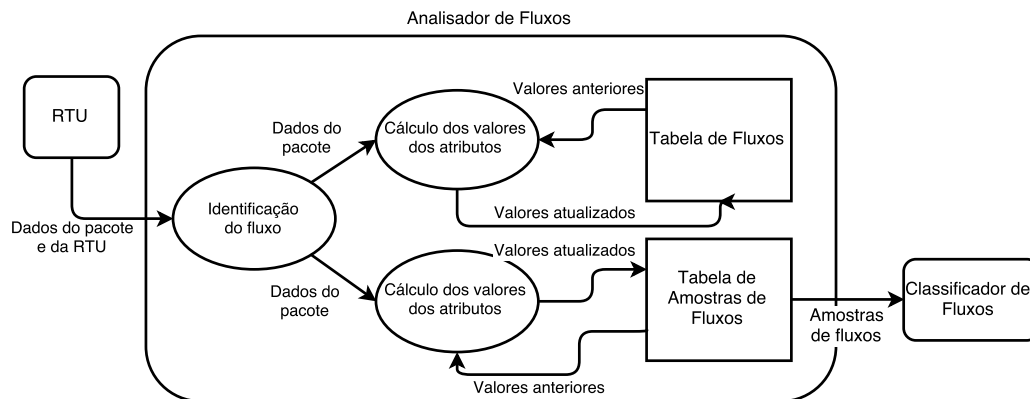 Analisador de Fluxos
RTU
Dados do pacote
e da RTU
Identificação
do fluxo
Dados do
pacote
Cálculo dos valores
dos atributos
Valores anteriores
Tabela de Fluxos
Valores atualizados
Dados do
pacote
Cálculo dos valores
dos atributos
Valores atualizados
Tabela de
Amostras de
Fluxos
Valores anteriores
Amostras
de fluxos
Classificador de
Fluxos